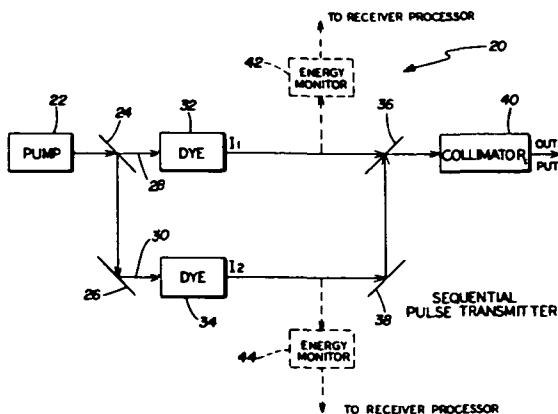 TO RECEIVER PROCESSOR
20
42
ENERGY
MONITOR
22
24
32
36
40
PUMP
28
DYE
I1
COLLIMATOR
OUT
PUT
30
DYE
I2
26
34
38
SEQUENTIAL
PULSE TRANSMITTER
44
ENERGY
MONITOR
TO RECEIVER PROCESSOR